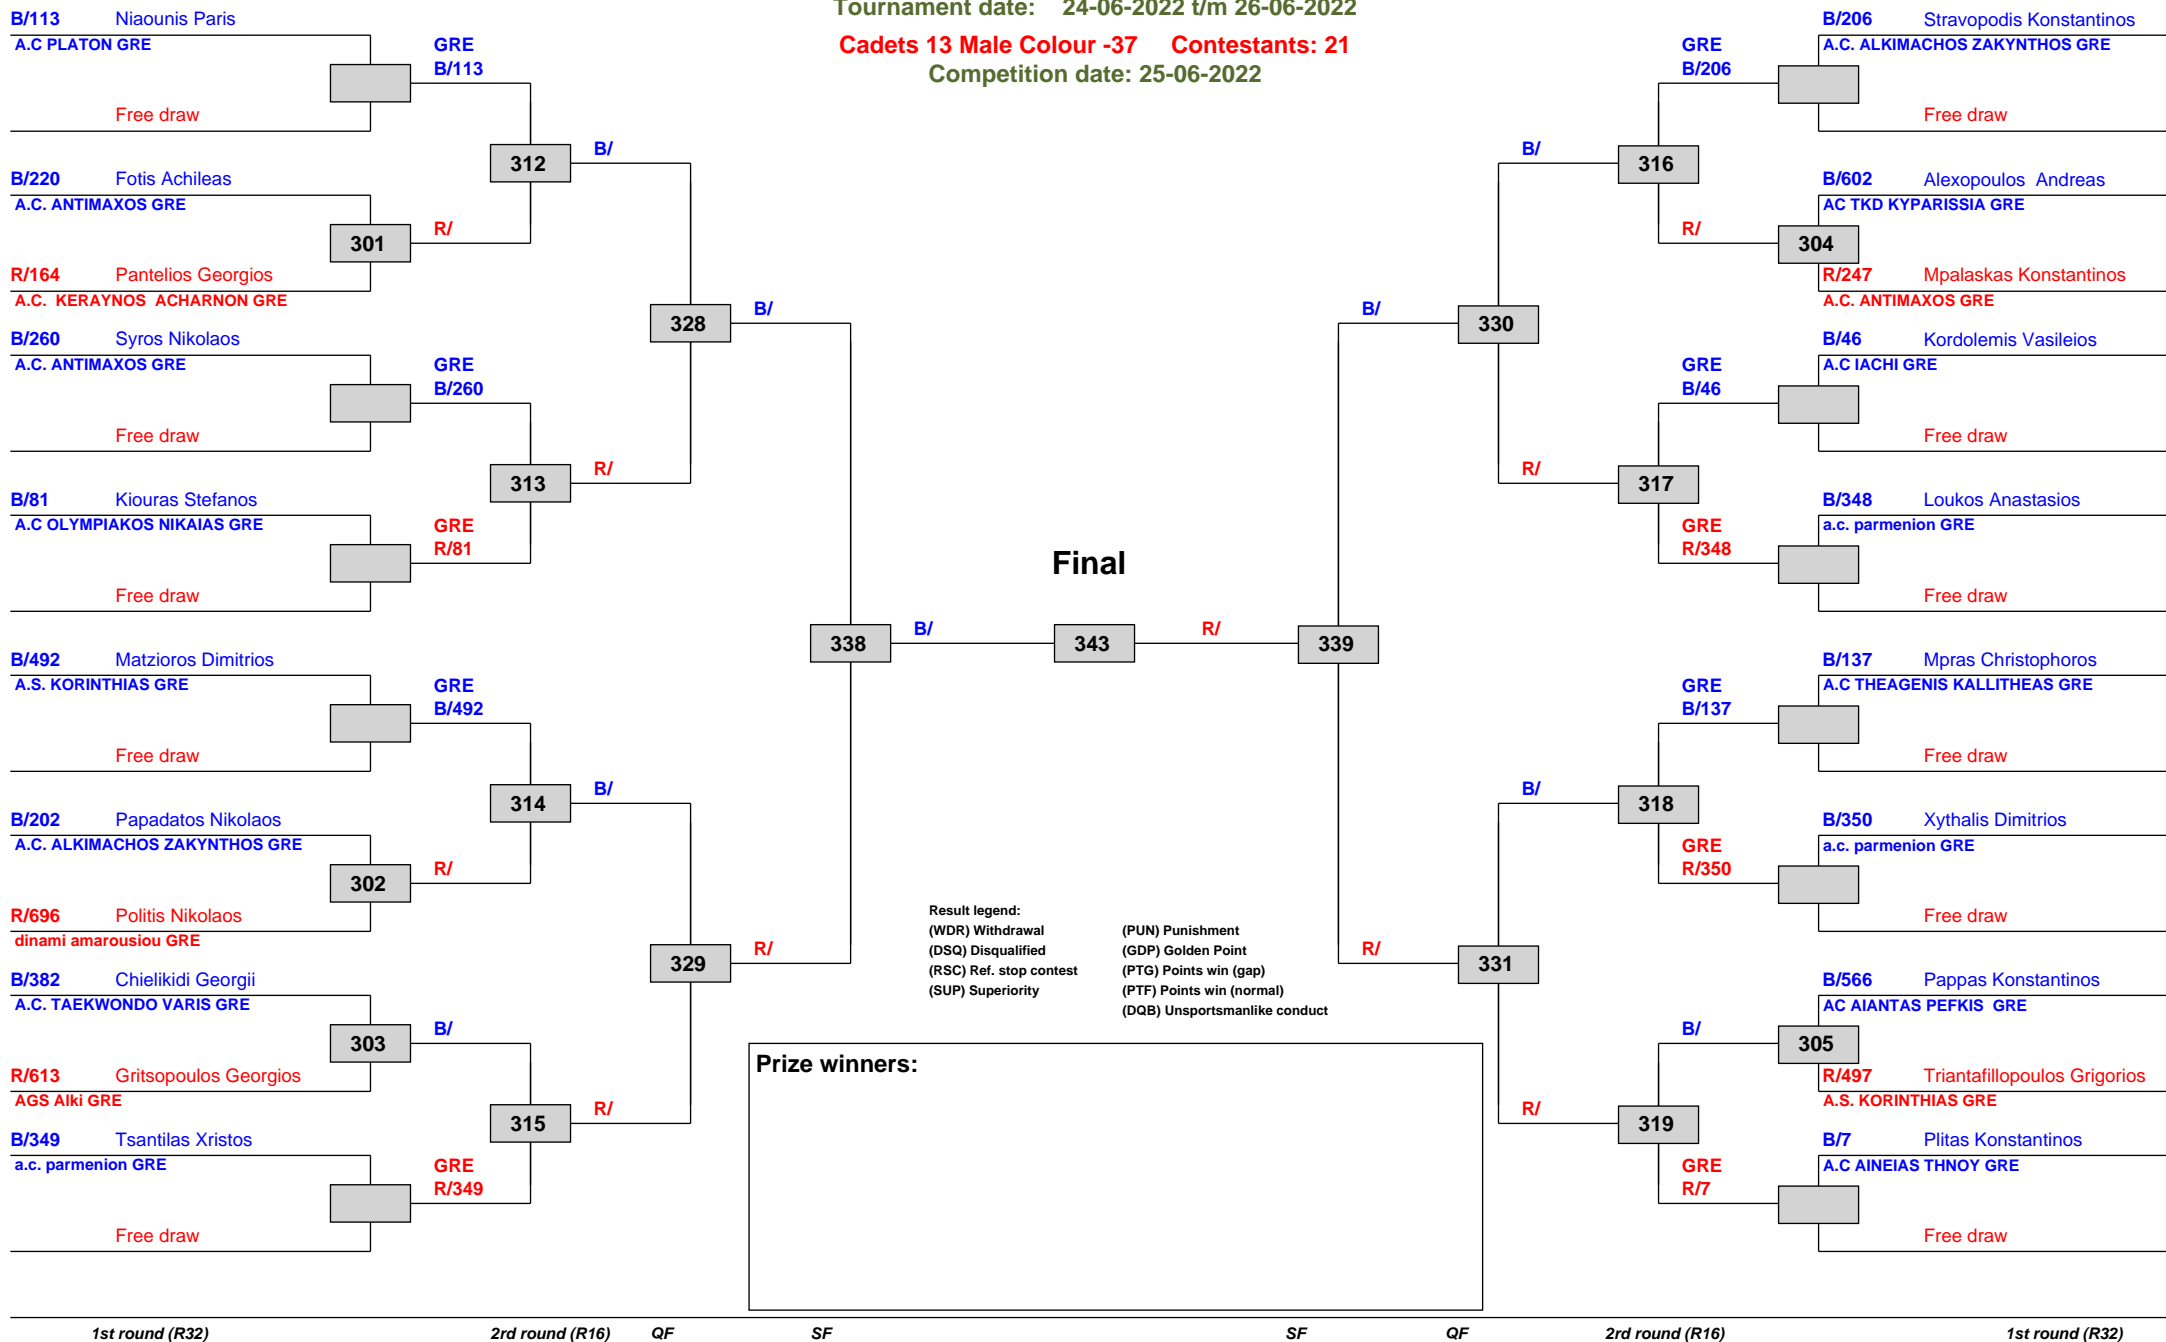 Tournament date: 24-06-2022 t/m 26-06-2022
Cadets 13 Male Colour -37 Contestants: 21
Competition date: 25-06-2022
B/113 Niaounis Paris
A.C PLATON GRE
Free draw
GRE
B/113
B/220 Fotis Achileas
A.C. ANTIMAXOS GRE
301
R/164 Pantelios Georgios
A.C. KERAYNOS ACHARNON GRE
R/
312
B/
B/260 Syros Nikolaos
A.C. ANTIMAXOS GRE
Free draw
GRE
B/260
B/81 Kiouras Stefanos
A.C OLYMPIAKOS NIKAIAS GRE
Free draw
GRE
R/81
313
R/
328
B/
B/492 Matzioros Dimitrios
A.S. KORINTHIAS GRE
Free draw
GRE
B/492
B/202 Papadatos Nikolaos
A.C. ALKIMACHOS ZAKYNTHOS GRE
302
R/696 Politis Nikolaos
dinami amarousiou GRE
R/
314
B/
B/382 Chielikidi Georgii
A.C. TAEKWONDO VARIS GRE
303
R/613 Gritsopoulos Georgios
AGS Alki GRE
B/
B/349 Tsantilas Xristos
a.c. parmenion GRE
Free draw
GRE
R/349
315
R/
329
R/
338
B/
Final
343
R/
339
B/
330
B/
316
GRE
B/206
B/206 Stravopodis Konstantinos
A.C. ALKIMACHOS ZAKYNTHOS GRE
Free draw
R/
B/602 Alexopoulos Andreas
AC TKD KYPARISSIA GRE
304
R/247 Mpalaskas Konstantinos
A.C. ANTIMAXOS GRE
R/
317
GRE
B/46
B/46 Kordolemis Vasileios
A.C IACHI GRE
Free draw
GRE
R/348
B/348 Loukos Anastasios
a.c. parmenion GRE
Free draw
R/
331
B/
318
GRE
B/137
B/137 Mpras Christophoros
A.C THEAGENIS KALLITHEAS GRE
Free draw
GRE
R/350
B/350 Xythalis Dimitrios
a.c. parmenion GRE
Free draw
R/
319
B/
B/566 Pappas Konstantinos
AC AIANTAS PEFKIS GRE
305
R/497 Triantafillopoulos Grigorios
A.S. KORINTHIAS GRE
GRE
R/7
B/7 Plitas Konstantinos
A.C AINEIAS THNOY GRE
Free draw
Result legend:
(WDR) Withdrawal (PUN) Punishment
(DSQ) Disqualified (GDP) Golden Point
(RSC) Ref. stop contest (PTG) Points win (gap)
(SUP) Superiority (PTF) Points win (normal)
(DQB) Unsportsmanlike conduct
Prize winners:
1st round (R32) 2rd round (R16) QF SF SF QF 2rd round (R16) 1st round (R32)